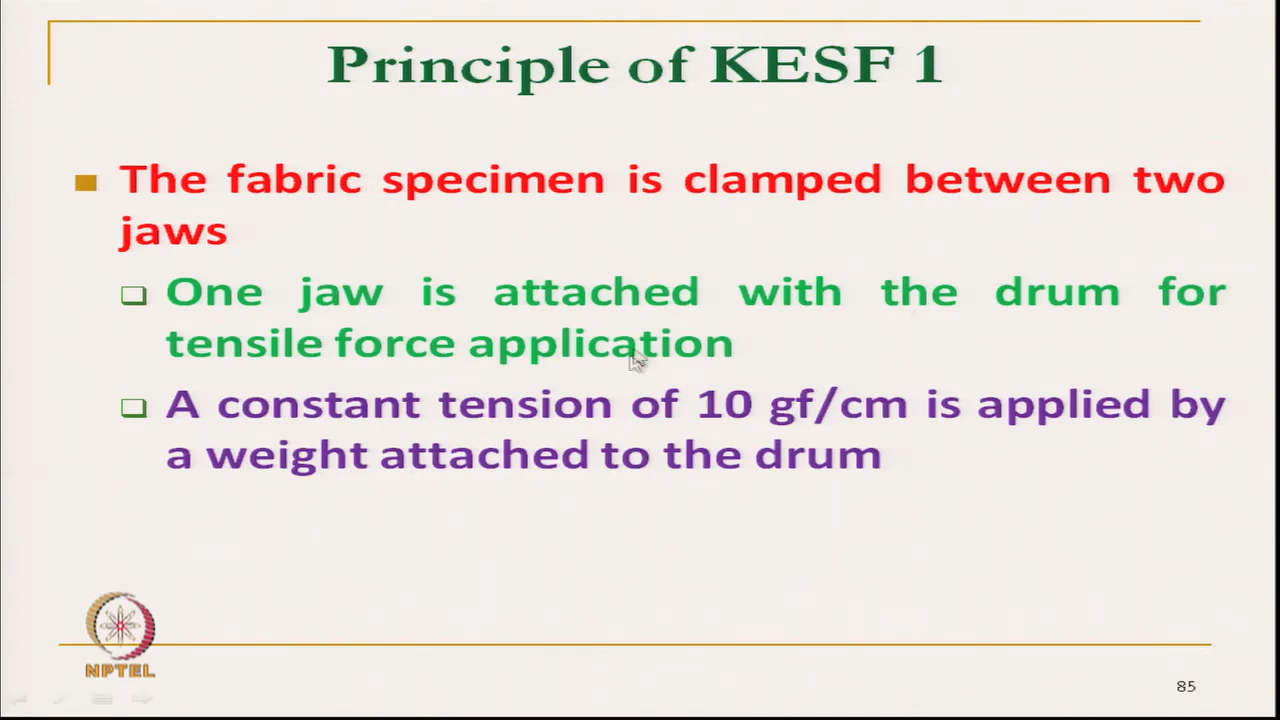 Principle of KESF 1
The fabric specimen is clamped between two
jaws
One jaw is attached with the drum for
tensile force application
A constant tension of 10 gf/cm is applied by
a weight attached to the drum
NPTEL
85